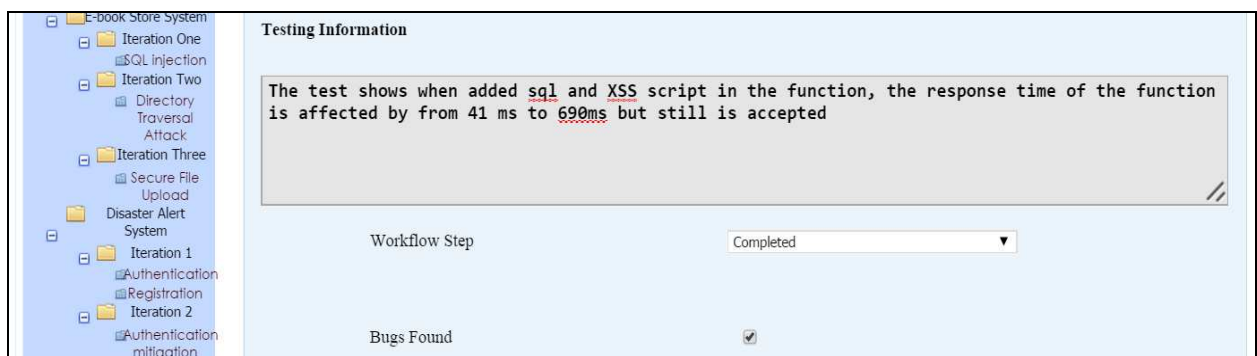 E-book Store System
Iteration One
SQL injection
Iteration Two
Directory
Traversal
Attack
Iteration Three
Secure File
Upload
Disaster Alert
System
Iteration 1
Authentication
Registration
Iteration 2
Authentication
mitigation
Testing Information
The test shows when added sql and XSS script in the function, the response time of the function
is affected by from 41 ms to 690ms but still is accepted
Workflow Step
Completed
Bugs Found